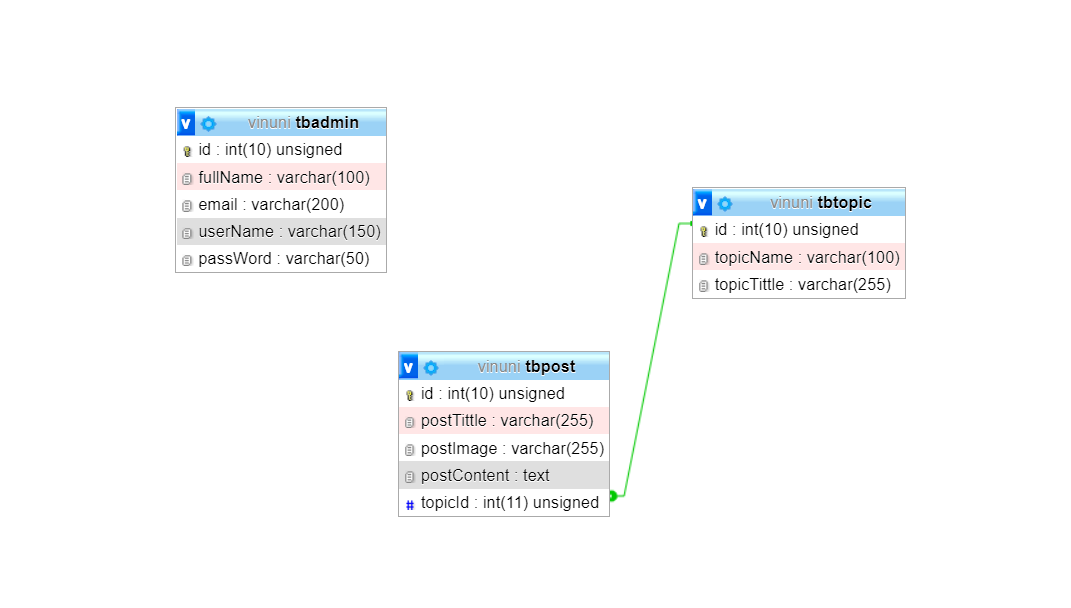 v vinuni tbadmin
id : int(10) unsigned
fullName : varchar(100)
email : varchar(200)
userName : varchar(150)
passWord : varchar(50)
v vinuni tbtopic
id : int(10) unsigned
topicName : varchar(100)
topicTittle : varchar(255)
v vinuni tbpost
id : int(10) unsigned
postTittle : varchar(255)
postImage : varchar(255)
postContent : text
# topicId : int(11) unsigned